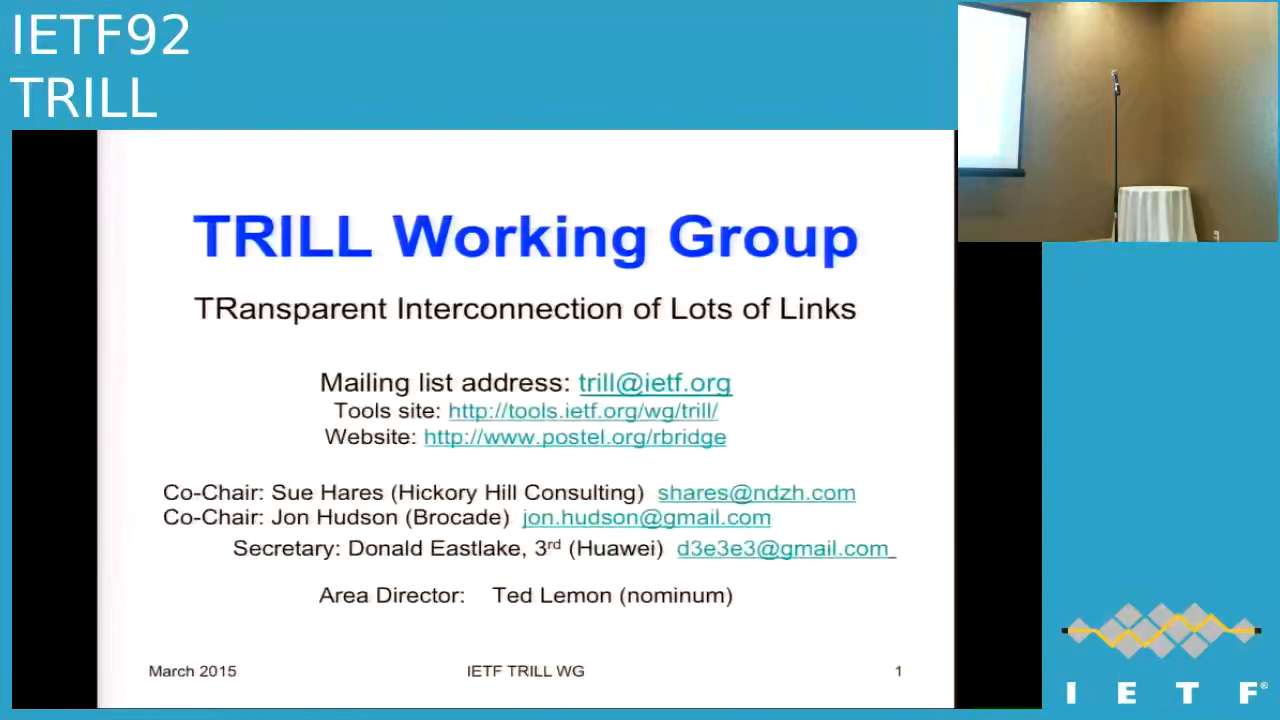 IETF92
TRILL
TRILL Working Group
TRansparent Interconnection of Lots of Links
Mailing list address: trill@ietf.org
Tools site: http://tools.ietf.org/wg/trill/
Website: http://www.postel.org/rbridge
Co-Chair: Sue Hares (Hickory Hill Consulting) shares@ndzh.com
Co-Chair: Jon Hudson (Brocade) jon.hudson@gmail.com
Secretary: Donald Eastlake, 3rd (Huawei) d3e3e3@gmail.com
Area Director: Ted Lemon (nominum)
March 2015 IETF TRILL WG 1
I E T F®